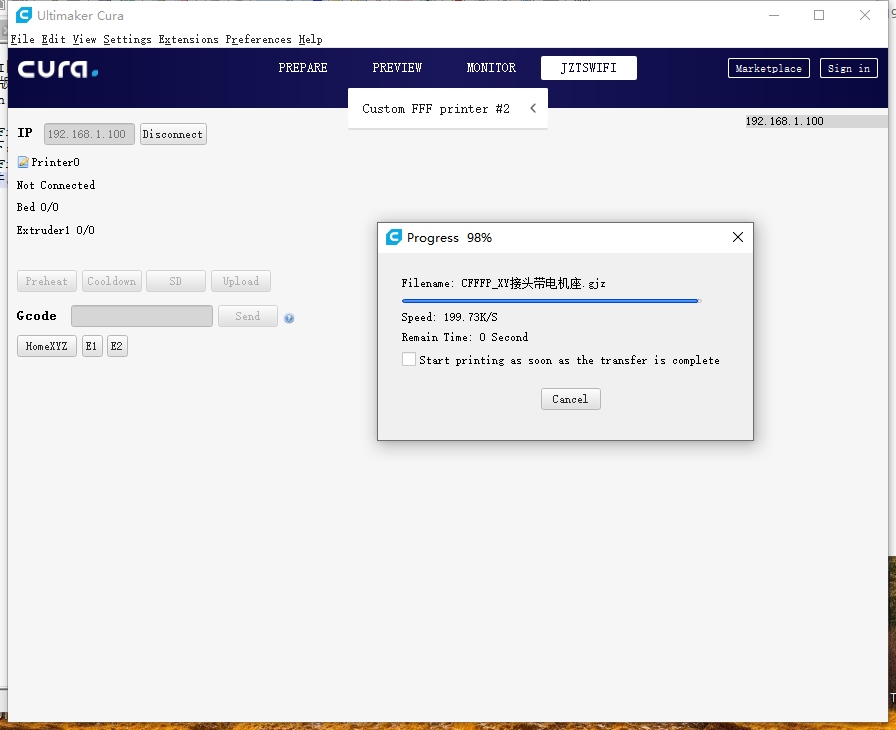 Ultimaker Cura
File Edit View Settings Extensions Preferences Help
cura.
PREPARE PREVIEW MONITOR JZTSWIFI
Marketplace Sign in
Custom FFF printer #2
192.168.1.100
IP 192.168.1.100 Disconnect
Printer0
Not Connected
Bed 0/0
Extruder1 0/0
Preheat Cooldown SD Upload
Gcode Send
HomeXYZ E1 E2
Progress 98%
Filename: CFFFP_XY接头带电机座.gjz
Speed: 199.73K/S
Remain Time: 0 Second
Start printing as soon as the transfer is complete
Cancel